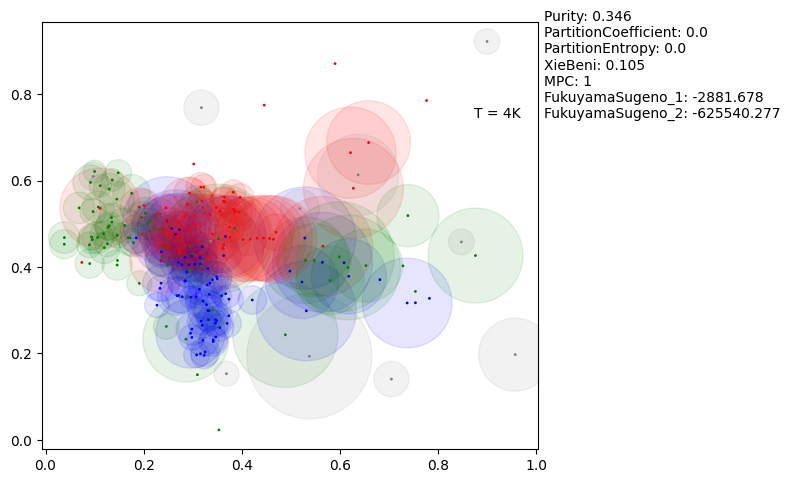 Purity: 0.346
PartitionCoefficient: 0.0
PartitionEntropy: 0.0
XieBeni: 0.105
MPC: 1
FukuyamaSugeno_1: -2881.678
FukuyamaSugeno_2: -625540.277
T = 4K
0.8
0.6
0.4
0.2
0.0
0.0 0.2 0.4 0.6 0.8 1.0